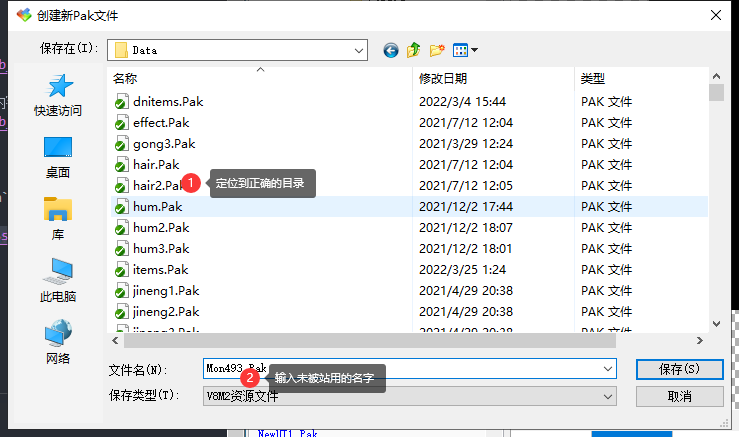 创建新Pak文件
保存在(I):
Data
名称
修改日期
类型
dnitems.Pak
2022/3/4 15:44
PAK 文件
effect.Pak
2021/7/12 12:04
PAK 文件
gong3.Pak
2021/3/29 12:24
PAK 文件
hair.Pak
2021/7/12 12:04
PAK 文件
hair2.Pak
2021/7/12 12:05
PAK 文件
hum.Pak
2021/12/2 17:44
PAK 文件
hum2.Pak
2021/12/2 18:07
PAK 文件
hum3.Pak
2021/12/2 18:01
PAK 文件
items.Pak
2022/3/25 1:24
PAK 文件
jineng1.Pak
2021/4/29 20:38
PAK 文件
jineng2.Pak
2021/4/29 20:38
PAK 文件
快速访问
桌面
库
此电脑
网络
1 定位到正确的目录
文件名(N):
Mon493.Pak
2 输入未被站用的名字
保存(S)
保存类型(T):
V8M2资源文件
取消